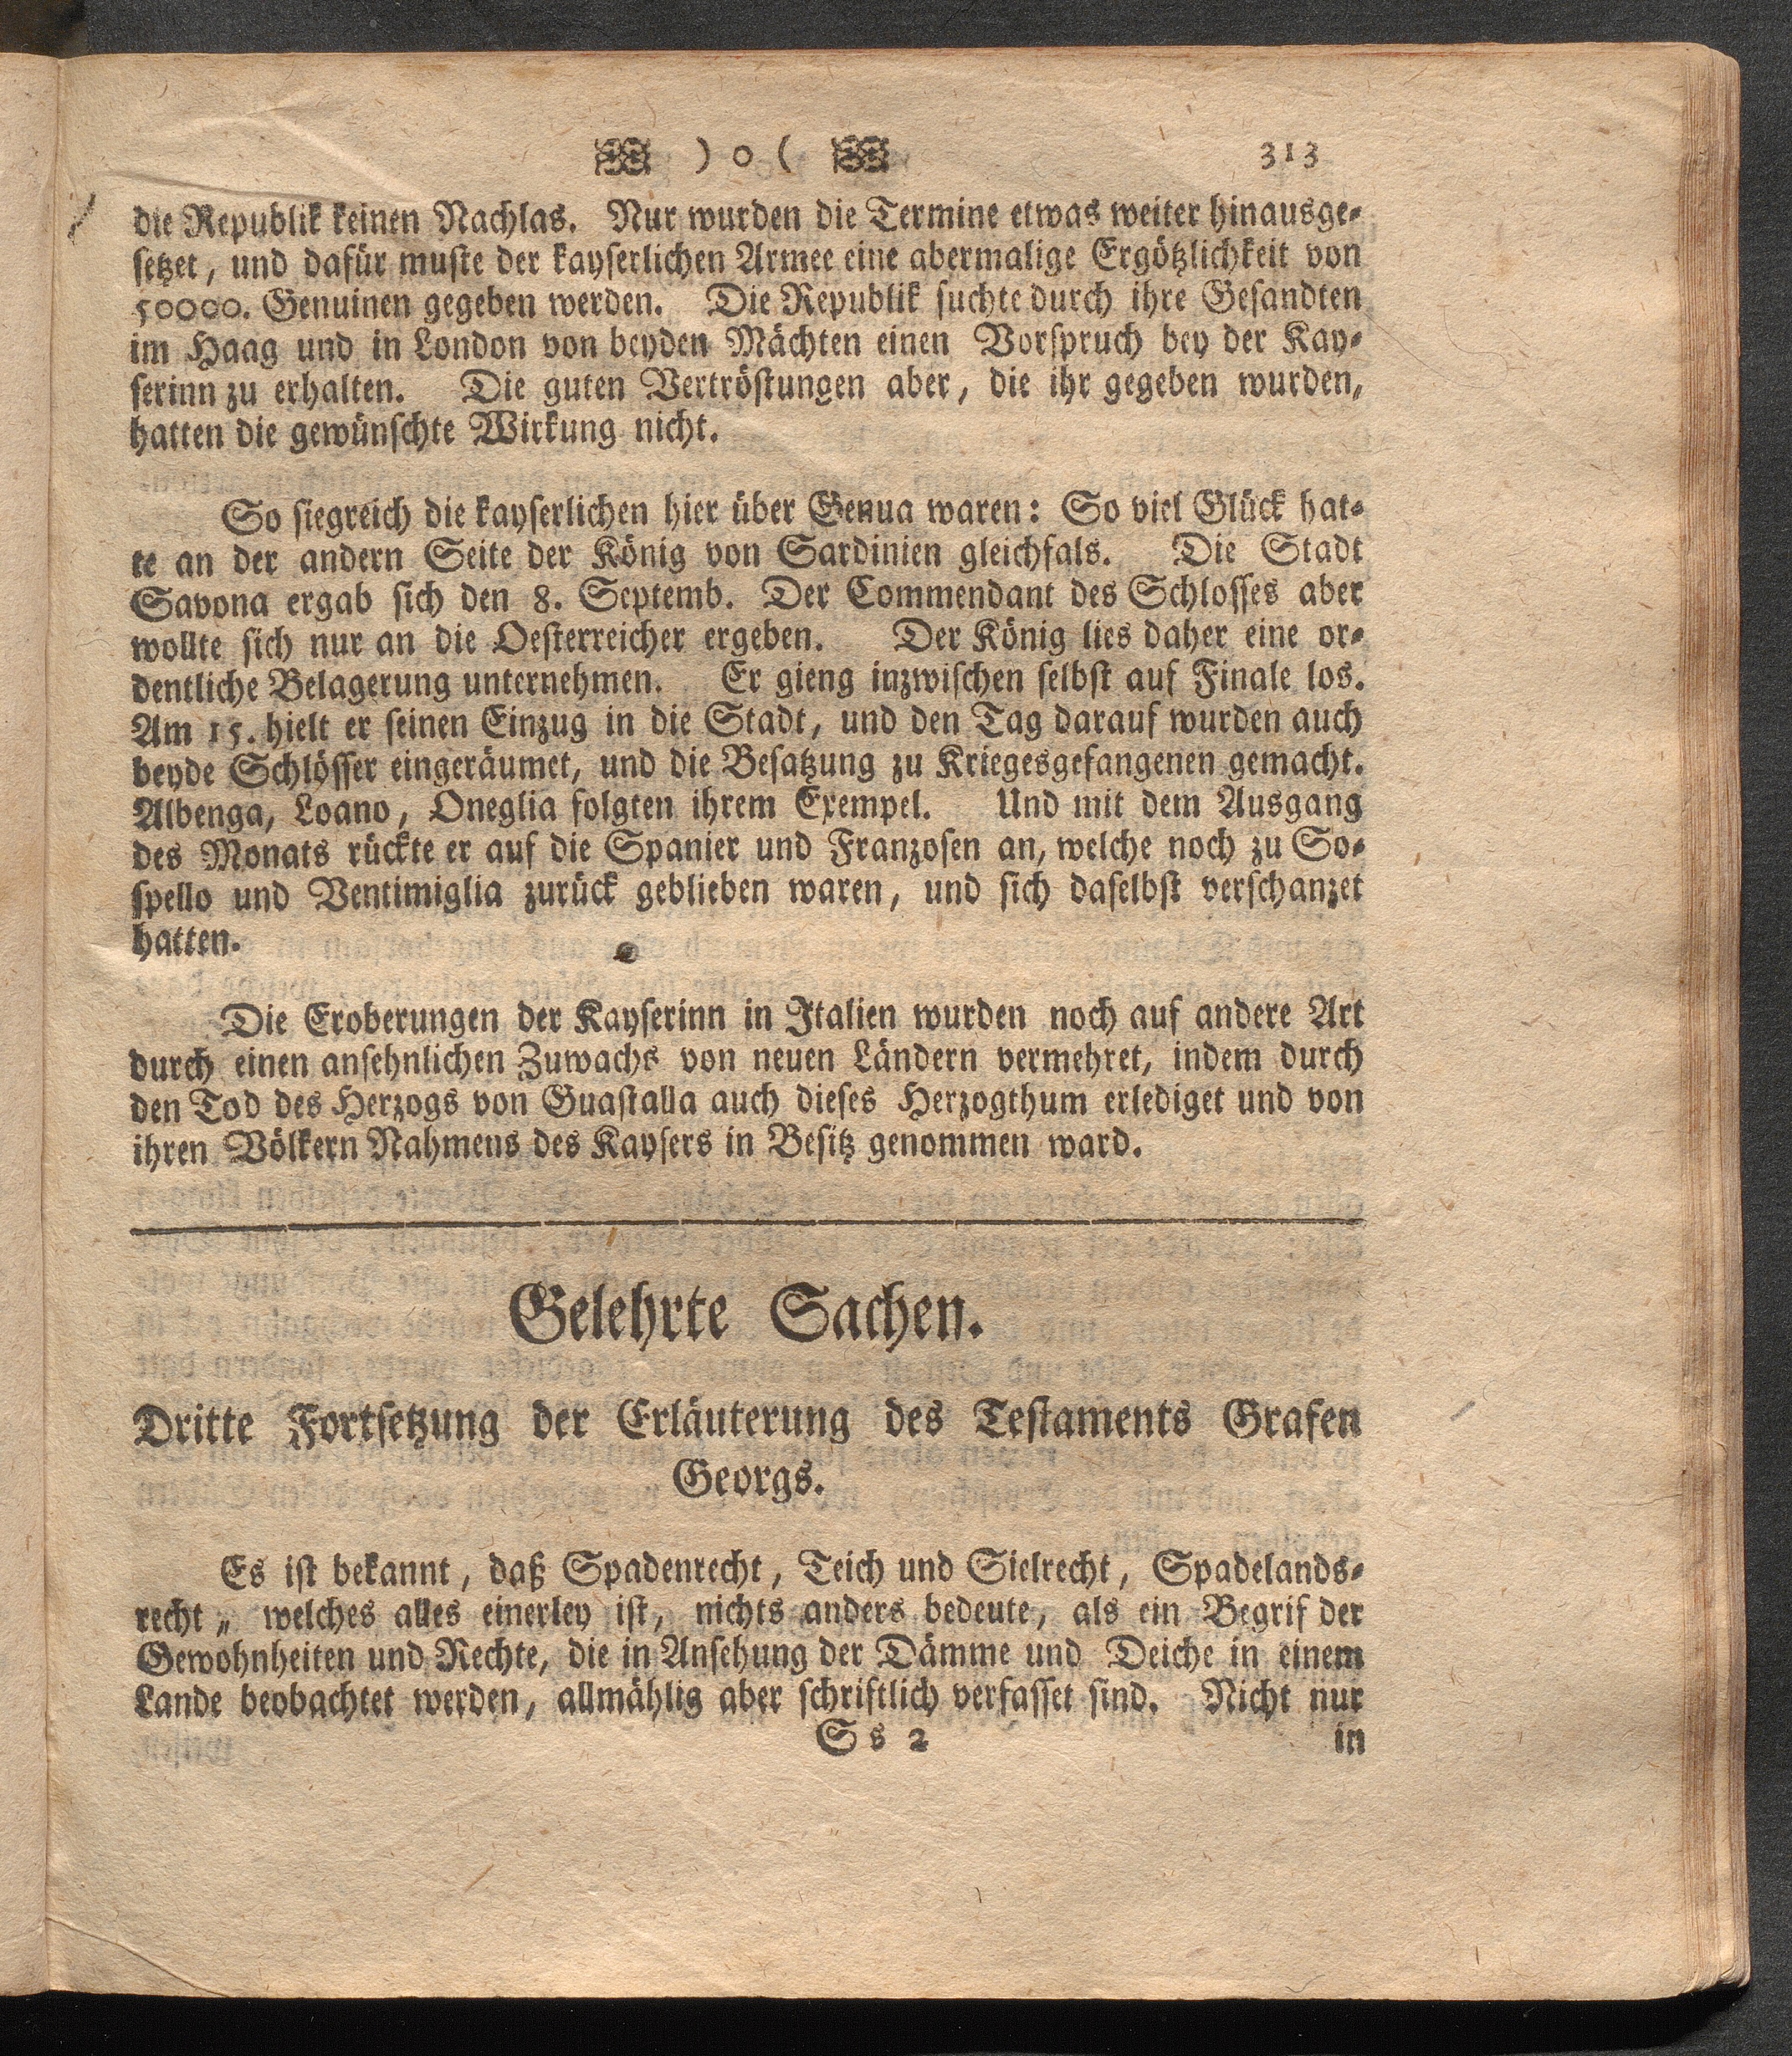 ) o ( 313
die Republik keinen Nachlas. Nur wurden die Termine etwas weiter hinausge-
setzet, und dafür muste der kayserlichen Armee eine abermalige Ergötzlichkeit von
50000. Genuinen gegeben werden. Die Republik suchte durch ihre Gesandten
im Haag und in London von beyden Mächten einen Vorspruch bey der Kay-
serinn zu erhalten. Die guten Vertröstungen aber, die ihr gegeben wurden,
hatten die gewünschte Wirkung nicht.
So siegreich die kayserlichen hier über Genua waren: So viel Glück hat-
te an der andern Seite der König von Sardinien gleichfals. Die Stadt
Savona ergab sich den 8. Septemb. Der Commendant des Schlosses aber
wollte sich nur an die Oesterreicher ergeben. Der König lies daher eine or-
dentliche Belagerung unternehmen. Er gieng inzwischen selbst auf Finale los.
Am 15. hielt er seinen Einzug in die Stadt, und den Tag darauf wurden auch
beyde Schlösser eingeräumet, und die Besatzung zu Kriegesgefangenen gemacht.
Albenga, Loano, Oneglia folgten ihrem Exempel. Und mit dem Ausgang
des Monats rückte er auf die Spanier und Franzosen an, welche noch zu So-
spello und Ventimiglia zurück geblieben waren, und sich daselbst verschanzet
hatten.
Die Eroberungen der Kayserinn in Italien wurden noch auf andere Art
durch einen ansehnlichen Zuwachs von neuen Ländern vermehret, indem durch
den Tod des Herzogs von Guastalla auch dieses Herzogthum erlediget und von
ihren Völkern Nahmens des Kaysers in Besitz genommen ward.
Gelehrte Sachen.
Dritte Fortsetzung der Erläuterung des Testaments Grafen
Georgs.
Es ist bekannt, daß Spadenrecht, Teich und Sielrecht, Spadelands-
recht „ welches alles einerley ist, nichts anders bedeute, als ein Begrif der
Gewohnheiten und Rechte, die in Ansehung der Dämme und Deiche in einem
Lande beobachtet werden, allmählig aber schriftlich verfasset sind. Nicht nur
Ss 2 in